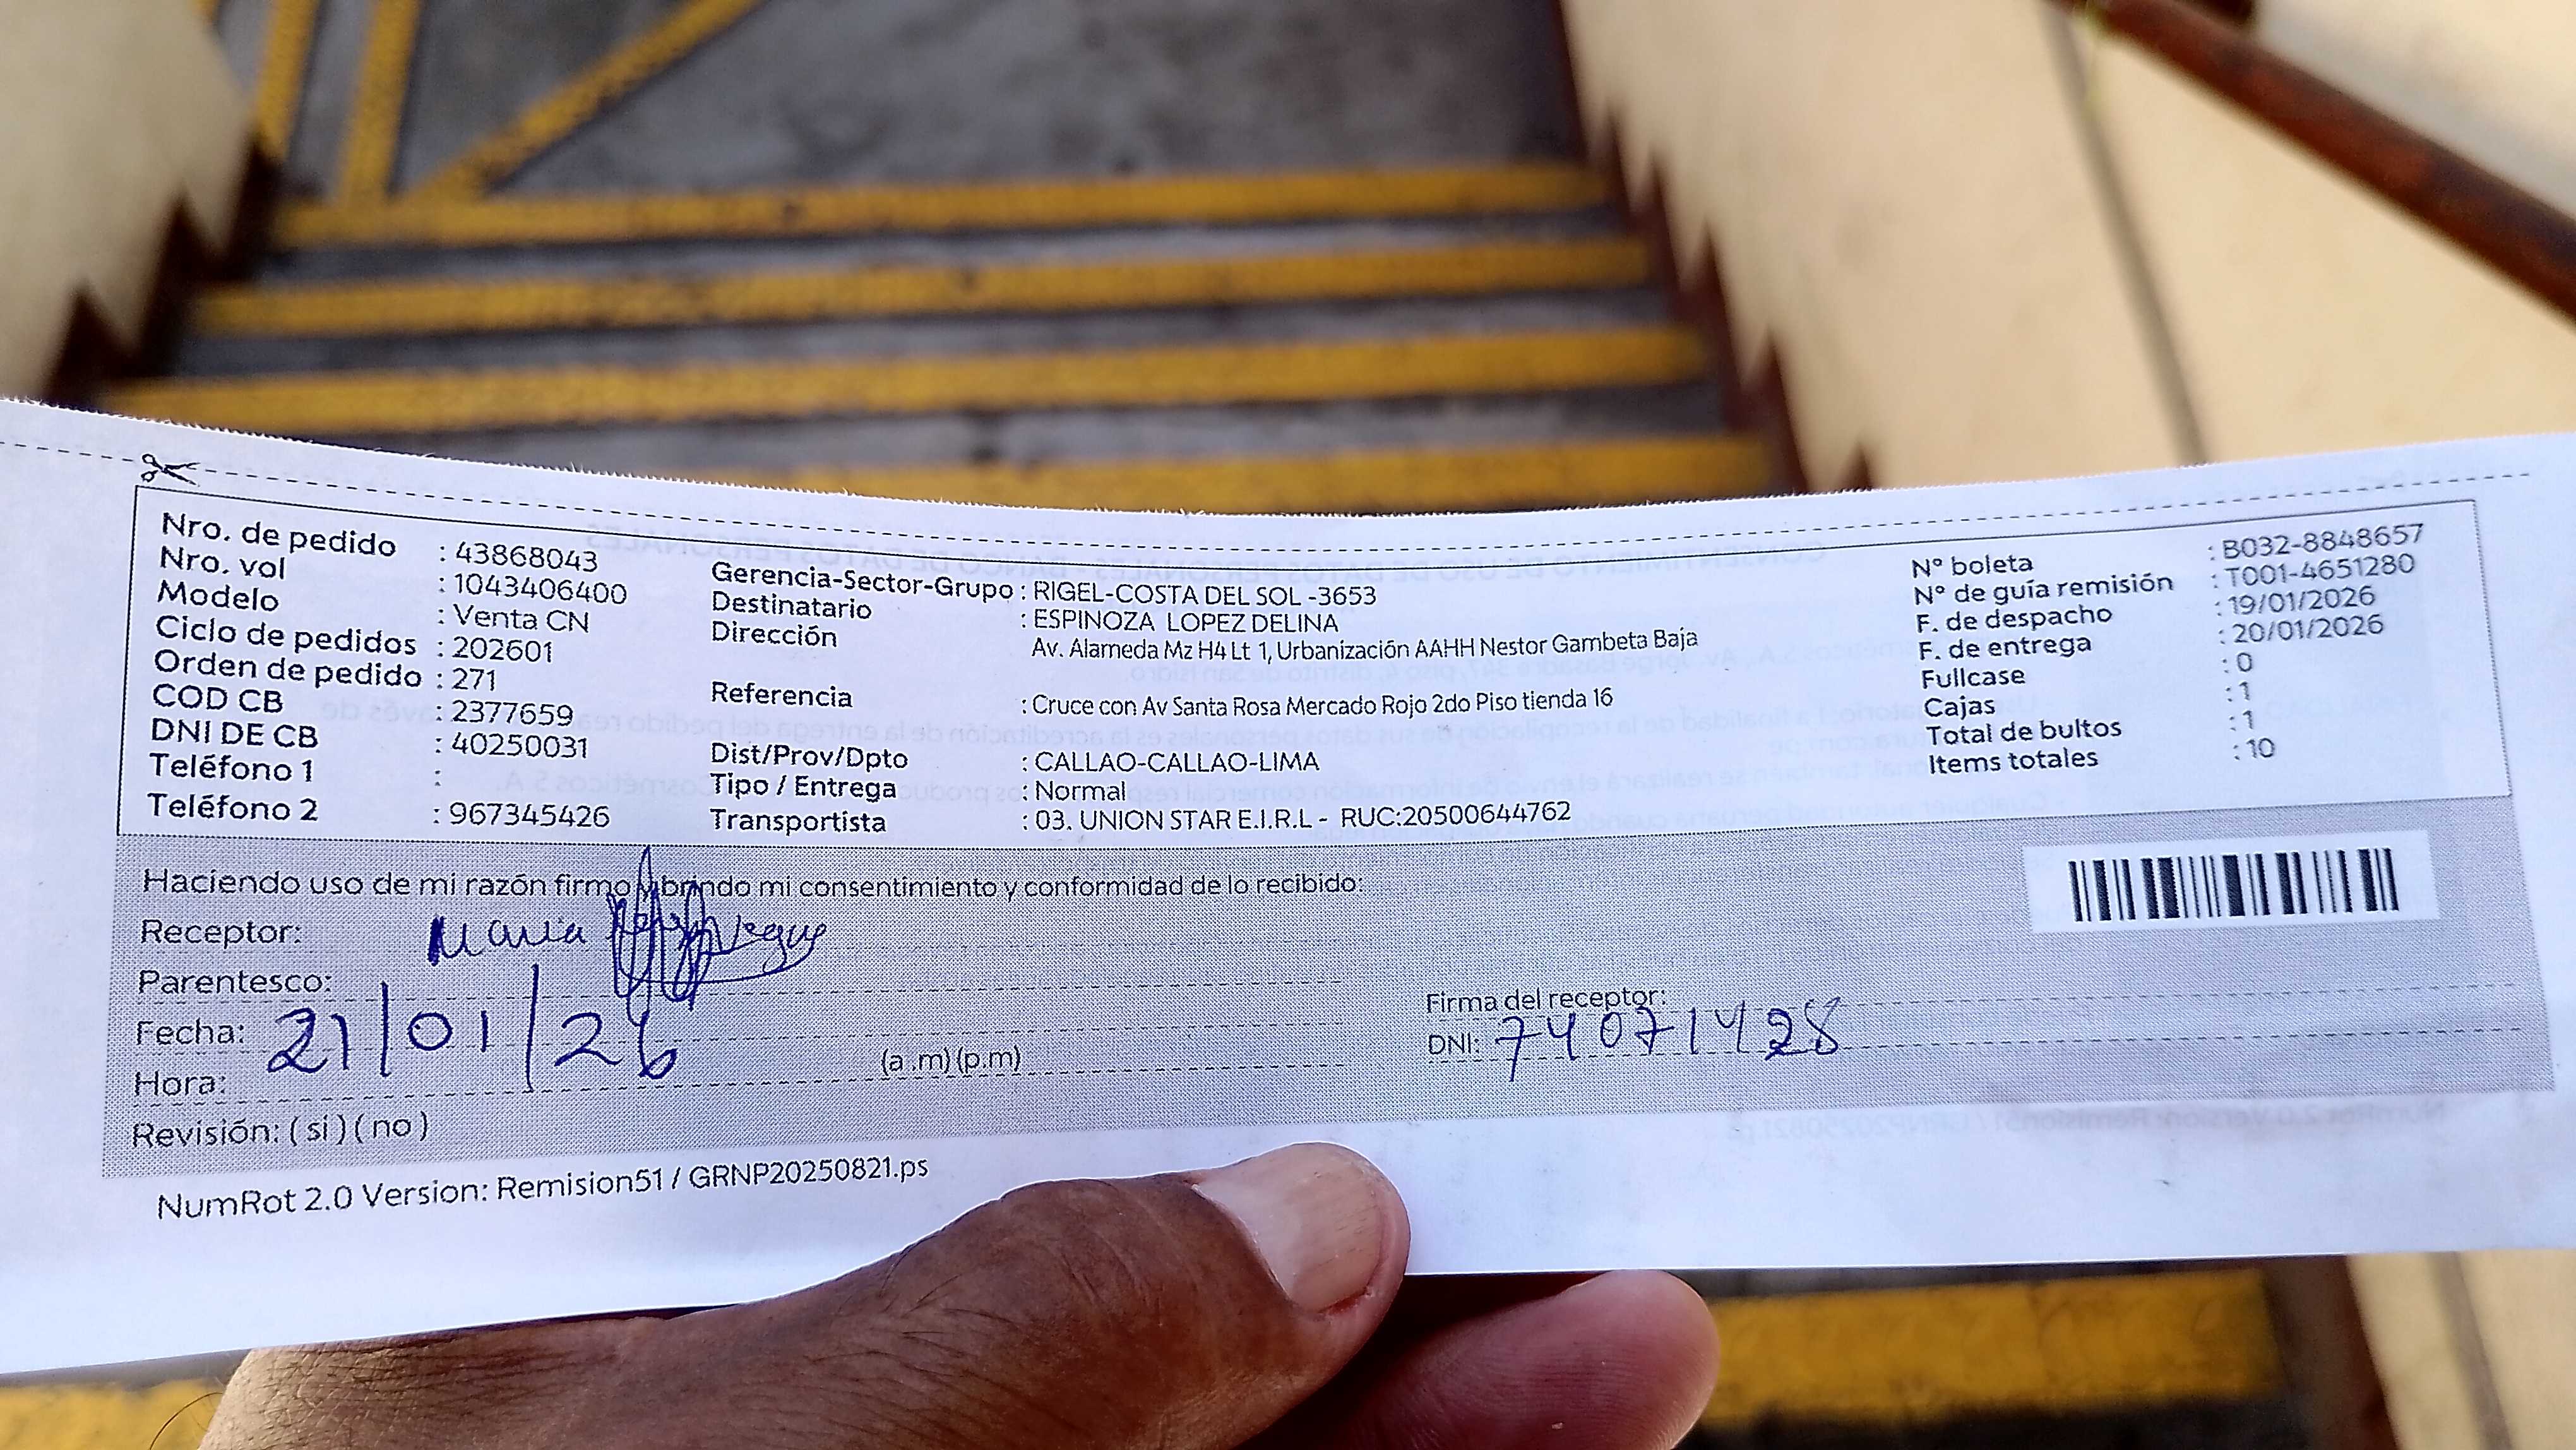 Nro. de pedido : 43868043
Nro. vol : 1043406400
Modelo : Venta CN
Ciclo de pedidos : 202601
Orden de pedido : 271
COD CB : 2377659
DNI DE CB : 40250031
Teléfono 1 :
Teléfono 2 : 967345426
Gerencia-Sector-Grupo : RIGEL-COSTA DEL SOL -3653
Destinatario : ESPINOZA LOPEZ DELINA
Dirección : Av. Alameda Mz H4 Lt 1, Urbanización AAHH Nestor Gambeta Baja
Referencia : Cruce con Av Santa Rosa Mercado Rojo 2do Piso tienda 16
Dist/Prov/Dpto : CALLAO-CALLAO-LIMA
Tipo / Entrega : Normal
Transportista : 03. UNION STAR E.I.R.L - RUC:20500644762
N° boleta : B032-8848657
N° de guía remisión : T001-4651280
F. de despacho : 19/01/2026
F. de entrega : 20/01/2026
Fullcase : 0
Cajas : 1
Total de bultos : 1
Items totales : 10
Haciendo uso de mi razón firmo y brindo mi consentimiento y conformidad de lo recibido:
Receptor: Maria
Parentesco:
Fecha: 21/01/26
Hora: (a.m) (p.m)
Revisión: ( si ) ( no )
Firma del receptor:
DNI: 74071428
NumRot 2.0 Version: Remision51 / GRNP20250821.ps